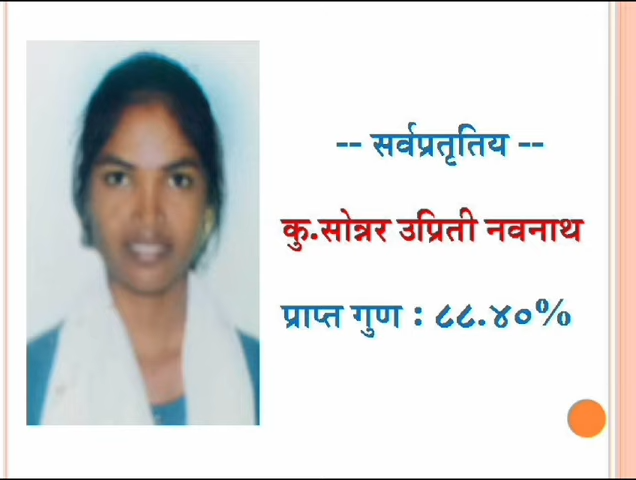 -- सर्वप्रतृतिय --
कु.सोन्नर उप्रिती नवनाथ
प्राप्त गुण : ८८.४०%